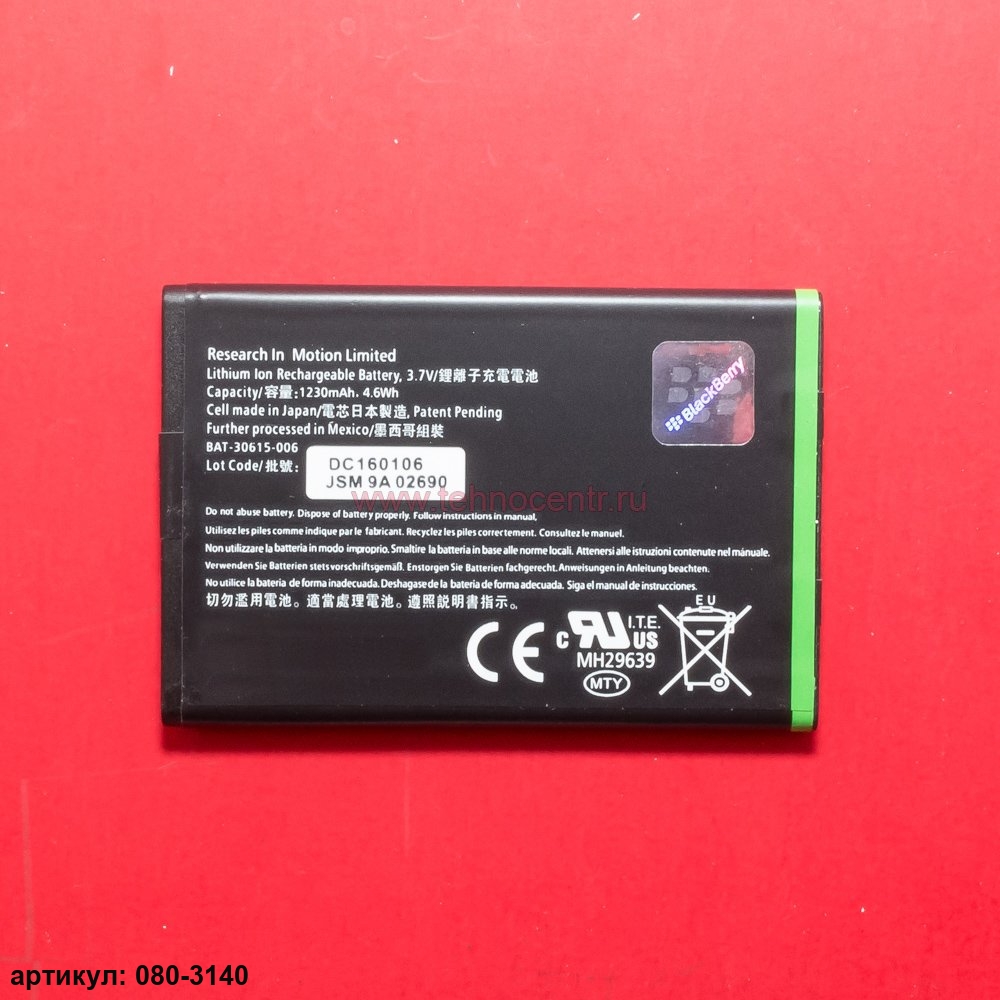 Research In Motion Limited
Lithium Ion Rechargeable Battery, 3.7V/鋰離子充電電池
Capacity/容量:1230mAh, 4.6Wh
Cell made in Japan/電芯日本製造, Patent Pending
Further processed in Mexico/墨西哥組裝
BAT-30615-006
Lot Code/批號:
DC160106
JSM 9A 02690
BlackBerry
www.tehnocentr.ru
Do not abuse battery. Dispose of battery properly. Follow instructions in manual,
Utilisez les piles comme indique par le fabricant. Recyclez les piles correctement. Consultez le manuel.
Non utilizzare la batteria in modo improprio. Smaltire la batteria in base alle norme locali. Attenersi alle istruzioni contenute nel manuale.
Verwenden Sie Batterien stets vorschriftsgemäß. Enstorgen Sie Batterien fachgerecht. Anweisungen in Anleitung beachten.
No utilice la bateria de forma inadecuada. Deshagase de la bateria de forma adecuada. Siga el manual de instrucciones.
切勿濫用電池。適當處理電池。遵照說明書指示。
CE
c RU US I.T.E.
MH29639
MTY
EU
артикул: 080-3140